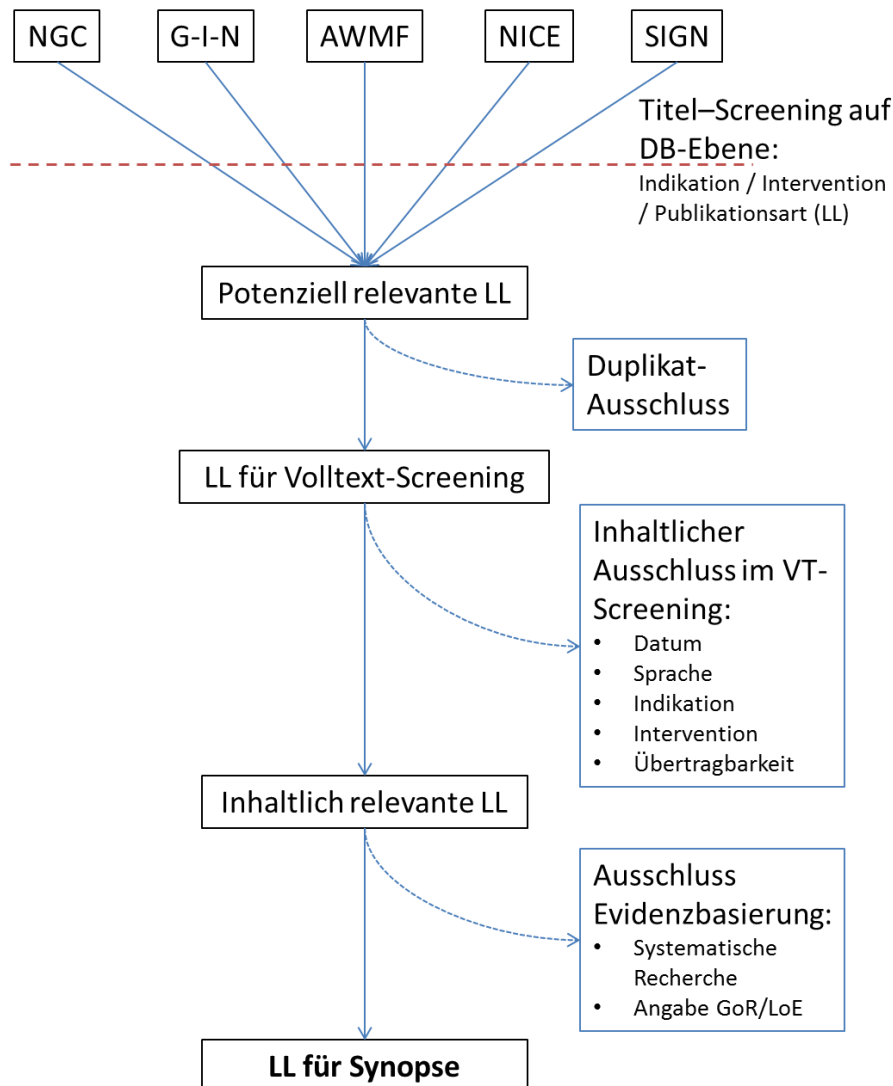 NGC
G-I-N
AWMF
NICE
SIGN
Titel–Screening auf
DB-Ebene:
Indikation / Intervention
/ Publikationsart (LL)
Potenziell relevante LL
Duplikat-
Ausschluss
LL für Volltext-Screening
Inhaltlicher
Ausschluss im VT-
Screening:
• Datum
• Sprache
• Indikation
• Intervention
• Übertragbarkeit
Inhaltlich relevante LL
Ausschluss
Evidenzbasierung:
• Systematische
Recherche
• Angabe GoR/LoE
LL für Synopse